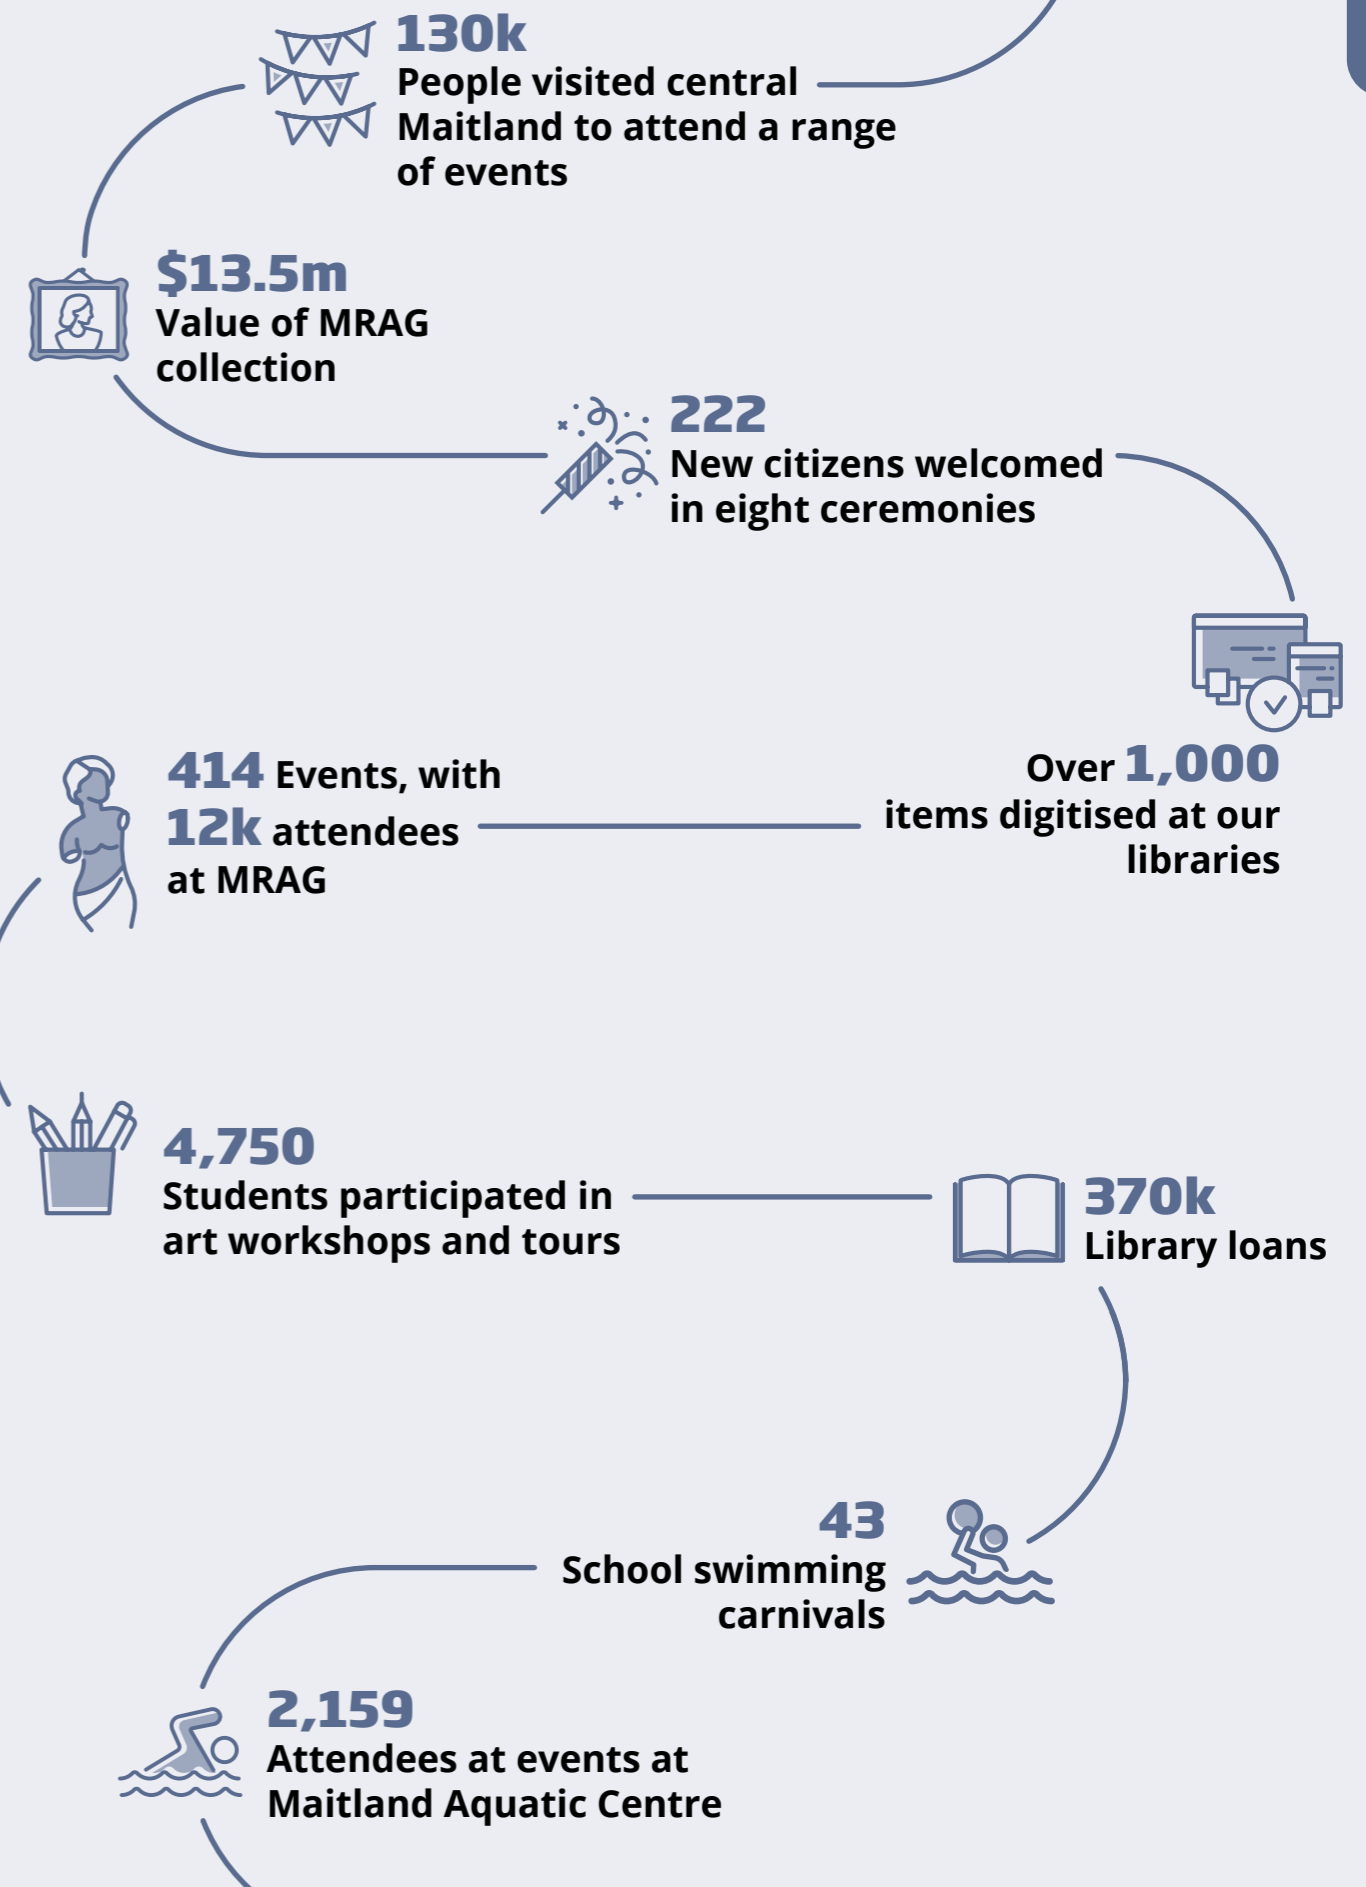 130k
People visited central
Maitland to attend a range
of events
$13.5m
Value of MRAG
collection
222
New citizens welcomed
in eight ceremonies
Over 1,000
items digitised at our
libraries
414 Events, with
12k attendees
at MRAG
4,750
Students participated in
art workshops and tours
370k
Library loans
43
School swimming
carnivals
2,159
Attendees at events at
Maitland Aquatic Centre